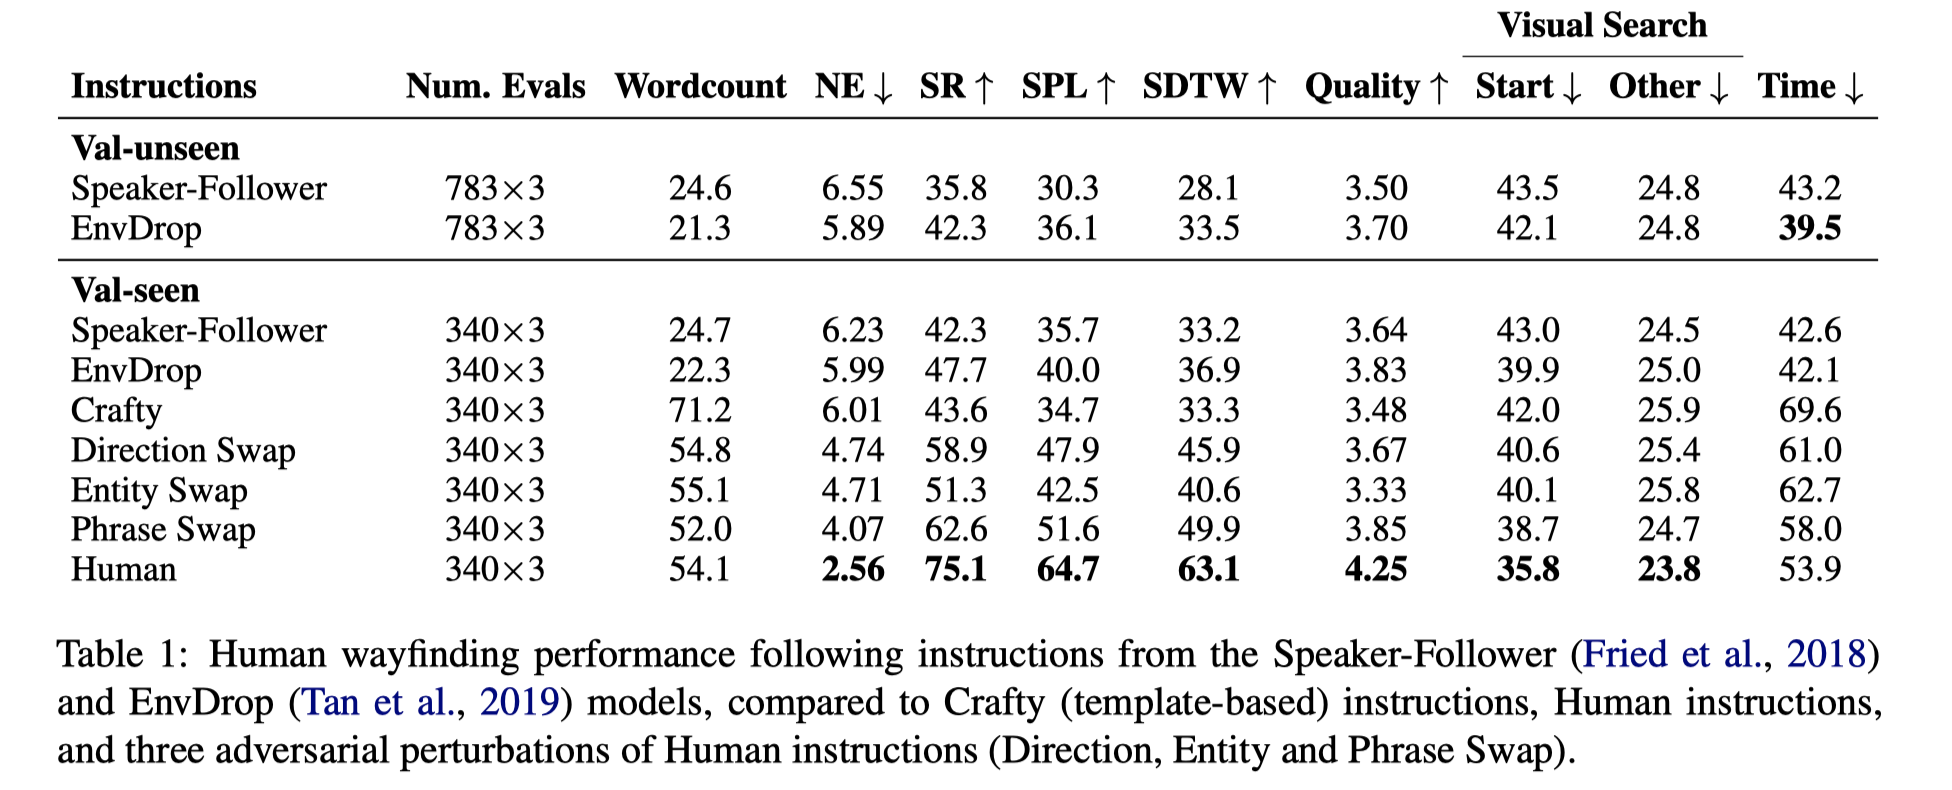 Visual Search
Instructions Num. Evals Wordcount NE ↓ SR ↑ SPL ↑ SDTW ↑ Quality ↑ Start ↓ Other ↓ Time ↓
Val-unseen
Speaker-Follower 783×3 24.6 6.55 35.8 30.3 28.1 3.50 43.5 24.8 43.2
EnvDrop 783×3 21.3 5.89 42.3 36.1 33.5 3.70 42.1 24.8 39.5
Val-seen
Speaker-Follower 340×3 24.7 6.23 42.3 35.7 33.2 3.64 43.0 24.5 42.6
EnvDrop 340×3 22.3 5.99 47.7 40.0 36.9 3.83 39.9 25.0 42.1
Crafty 340×3 71.2 6.01 43.6 34.7 33.3 3.48 42.0 25.9 69.6
Direction Swap 340×3 54.8 4.74 58.9 47.9 45.9 3.67 40.6 25.4 61.0
Entity Swap 340×3 55.1 4.71 51.3 42.5 40.6 3.33 40.1 25.8 62.7
Phrase Swap 340×3 52.0 4.07 62.6 51.6 49.9 3.85 38.7 24.7 58.0
Human 340×3 54.1 2.56 75.1 64.7 63.1 4.25 35.8 23.8 53.9
Table 1: Human wayfinding performance following instructions from the Speaker-Follower (Fried et al., 2018)
and EnvDrop (Tan et al., 2019) models, compared to Crafty (template-based) instructions, Human instructions,
and three adversarial perturbations of Human instructions (Direction, Entity and Phrase Swap).